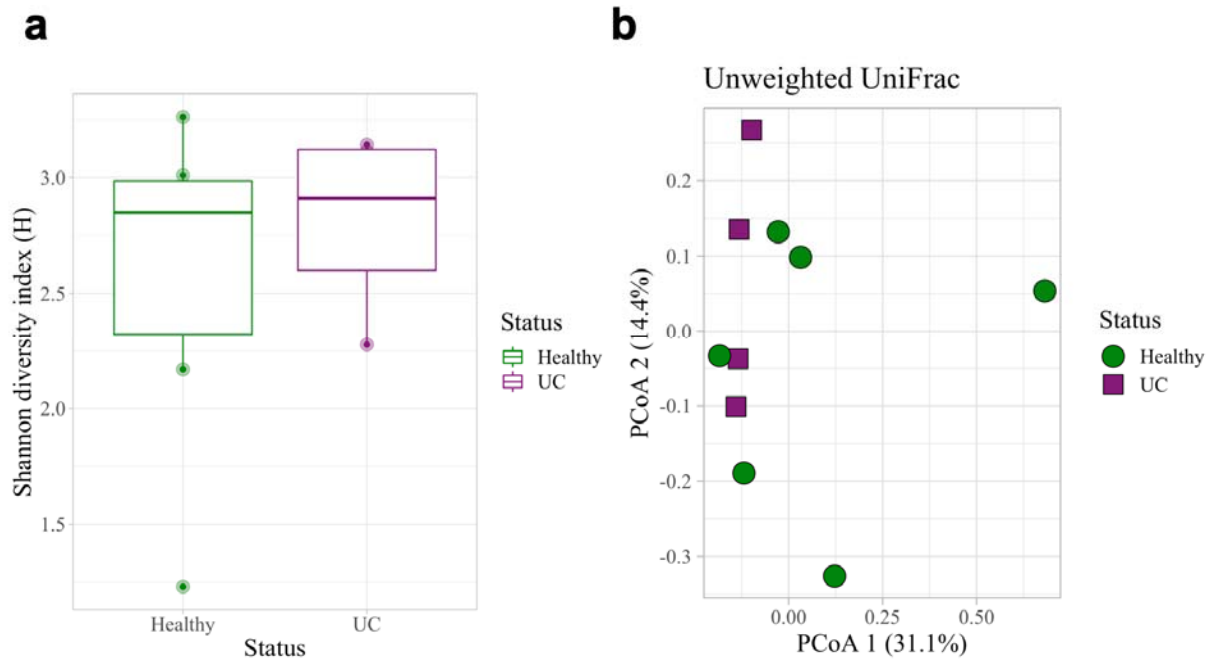 a
Shannon diversity index (H)
3.0
2.5
2.0
1.5
Healthy
UC
Status
Status
Healthy
UC
b
Unweighted UniFrac
PCoA 2 (14.4%)
0.2
0.1
0.0
-0.1
-0.2
-0.3
0.00
0.25
0.50
PCoA 1 (31.1%)
Status
Healthy
UC